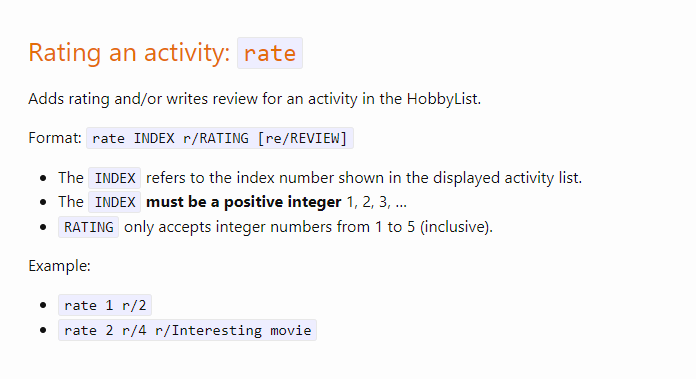 Rating an activity: rate
Adds rating and/or writes review for an activity in the HobbyList.
Format: rate INDEX r/RATING [re/REVIEW]
• The INDEX refers to the index number shown in the displayed activity list.
• The INDEX must be a positive integer 1, 2, 3, …
• RATING only accepts integer numbers from 1 to 5 (inclusive).
Example:
• rate 1 r/2
• rate 2 r/4 r/Interesting movie